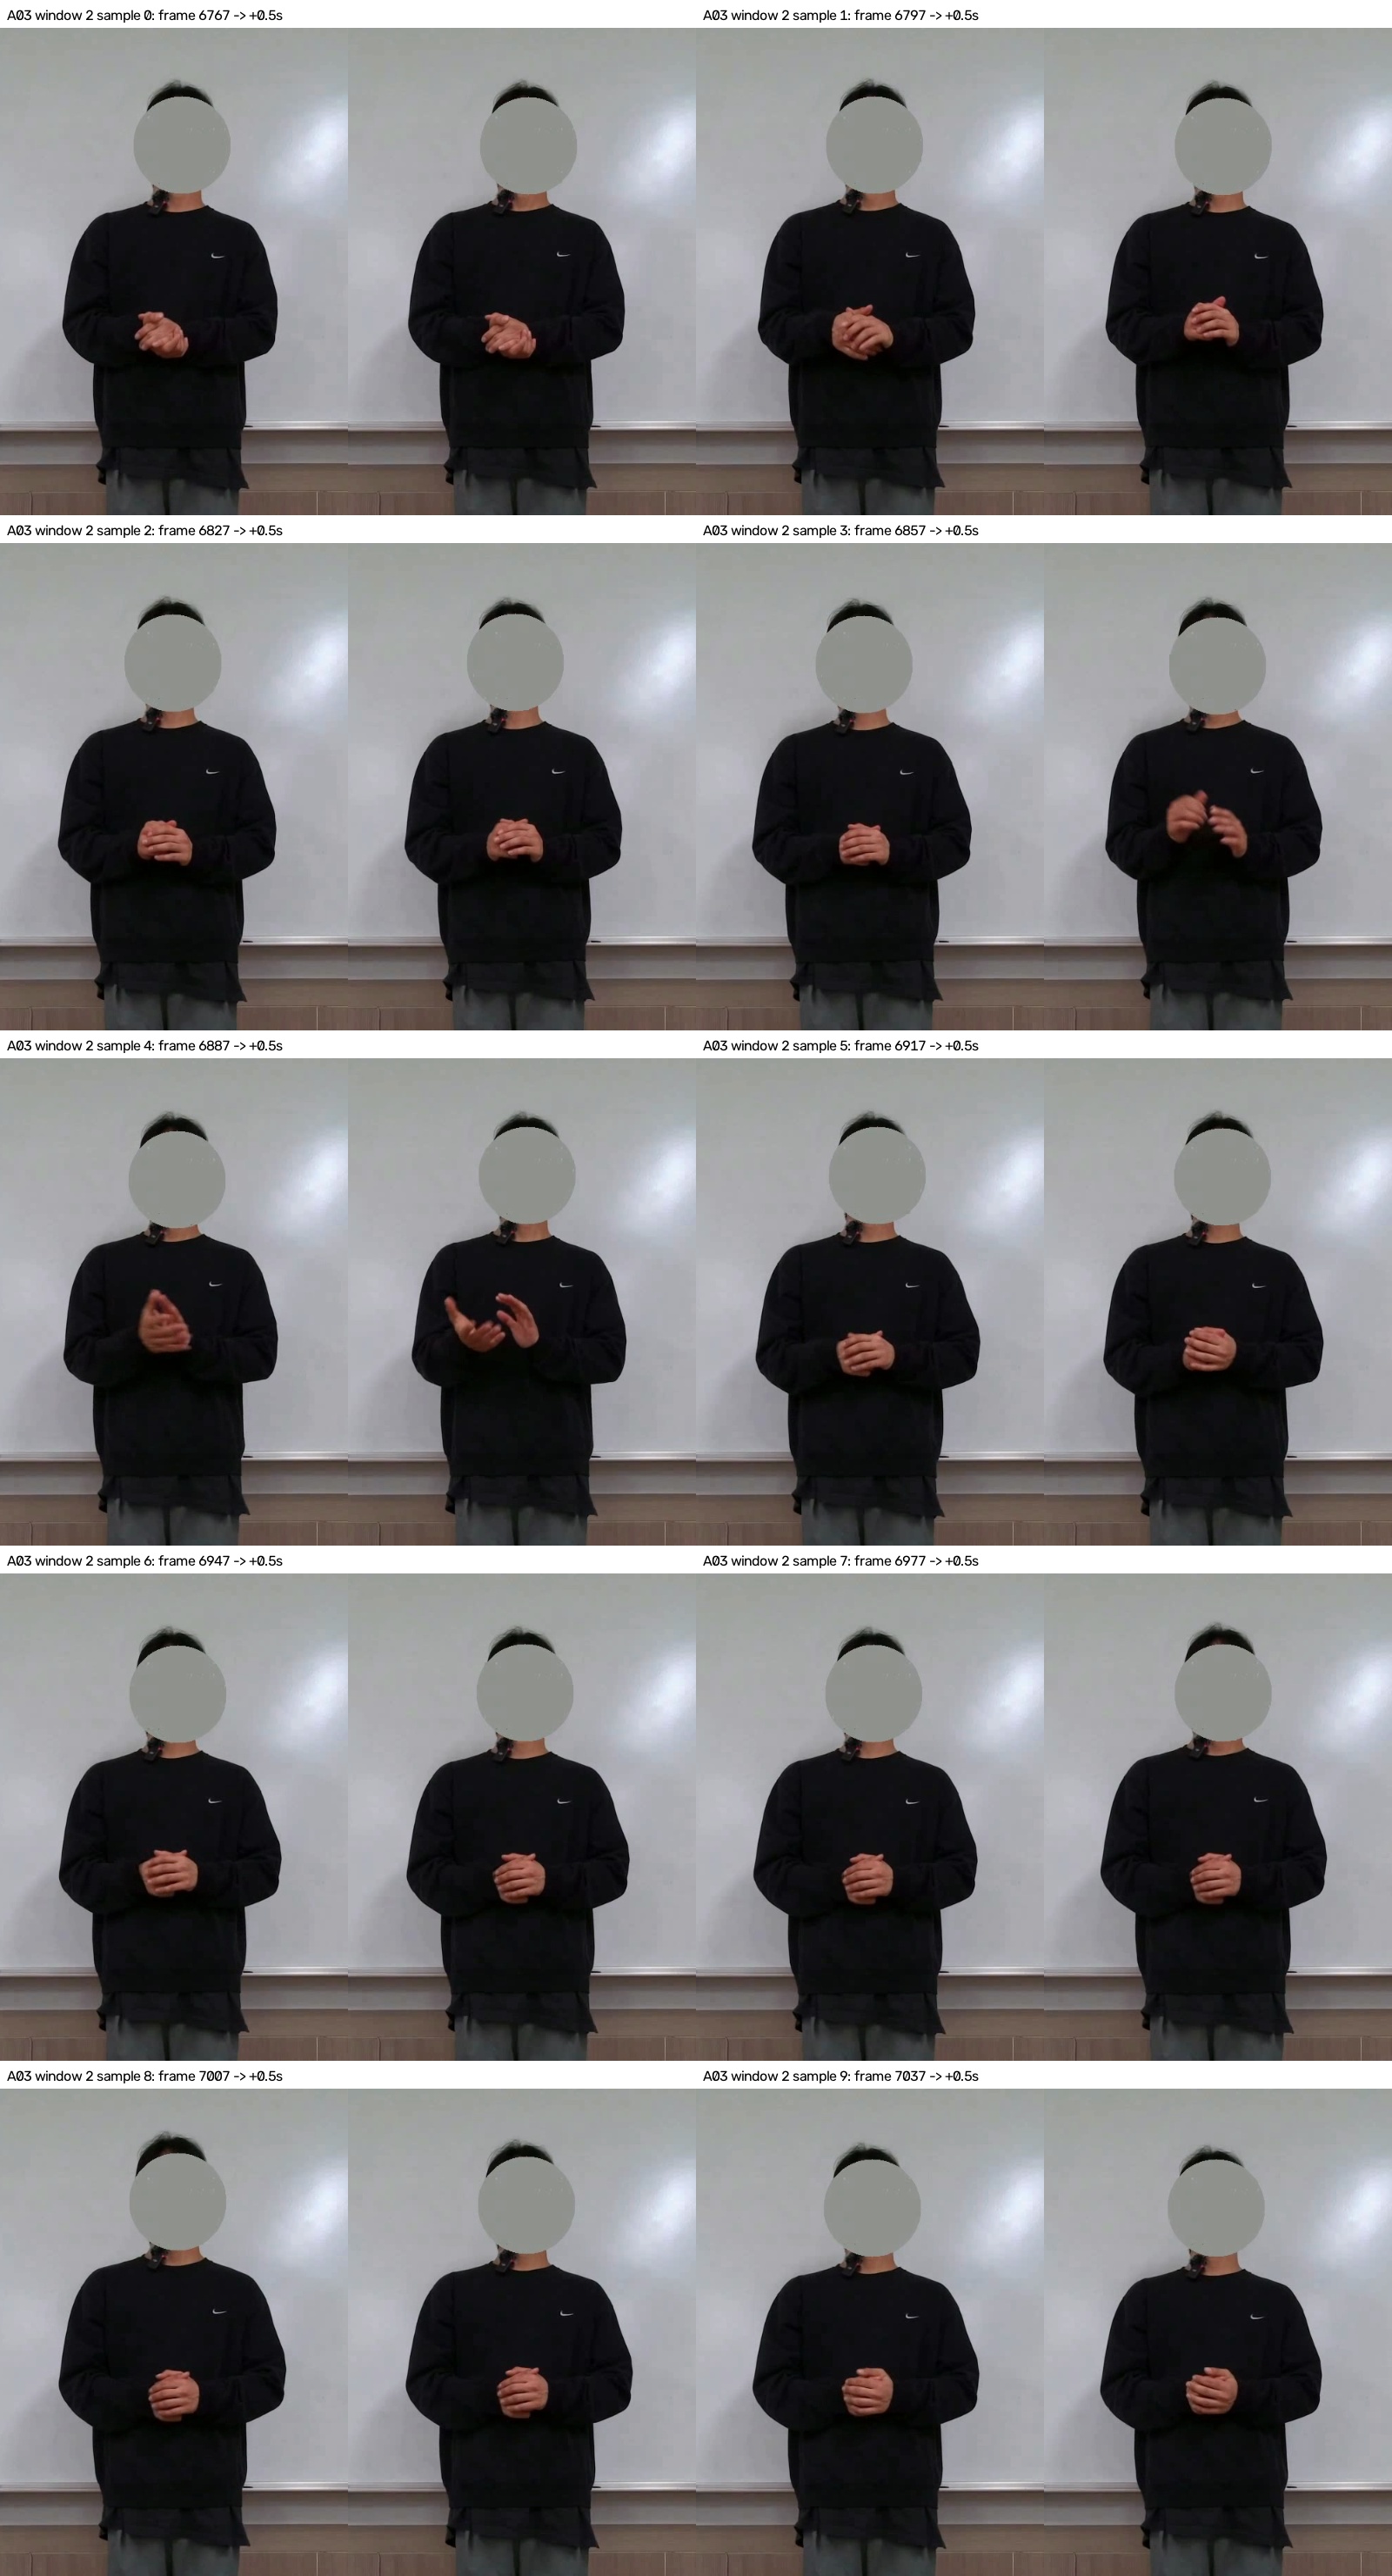 A03 window 2 sample 0: frame 6767 -> +0.5s
A03 window 2 sample 1: frame 6797 -> +0.5s
A03 window 2 sample 2: frame 6827 -> +0.5s
A03 window 2 sample 3: frame 6857 -> +0.5s
A03 window 2 sample 4: frame 6887 -> +0.5s
A03 window 2 sample 5: frame 6917 -> +0.5s
A03 window 2 sample 6: frame 6947 -> +0.5s
A03 window 2 sample 7: frame 6977 -> +0.5s
A03 window 2 sample 8: frame 7007 -> +0.5s
A03 window 2 sample 9: frame 7037 -> +0.5s